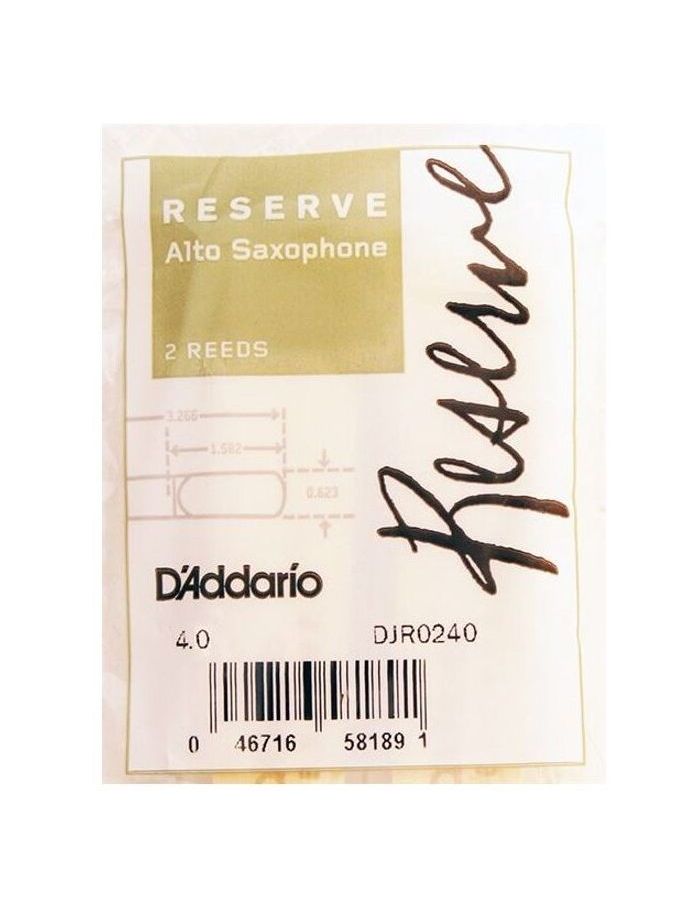 RESERVE
Alto Saxophone
2 REEDS
Reserve
3.266
1.562
0.623
D'Addario
4.0 DJR0240
0 46716 58189 1